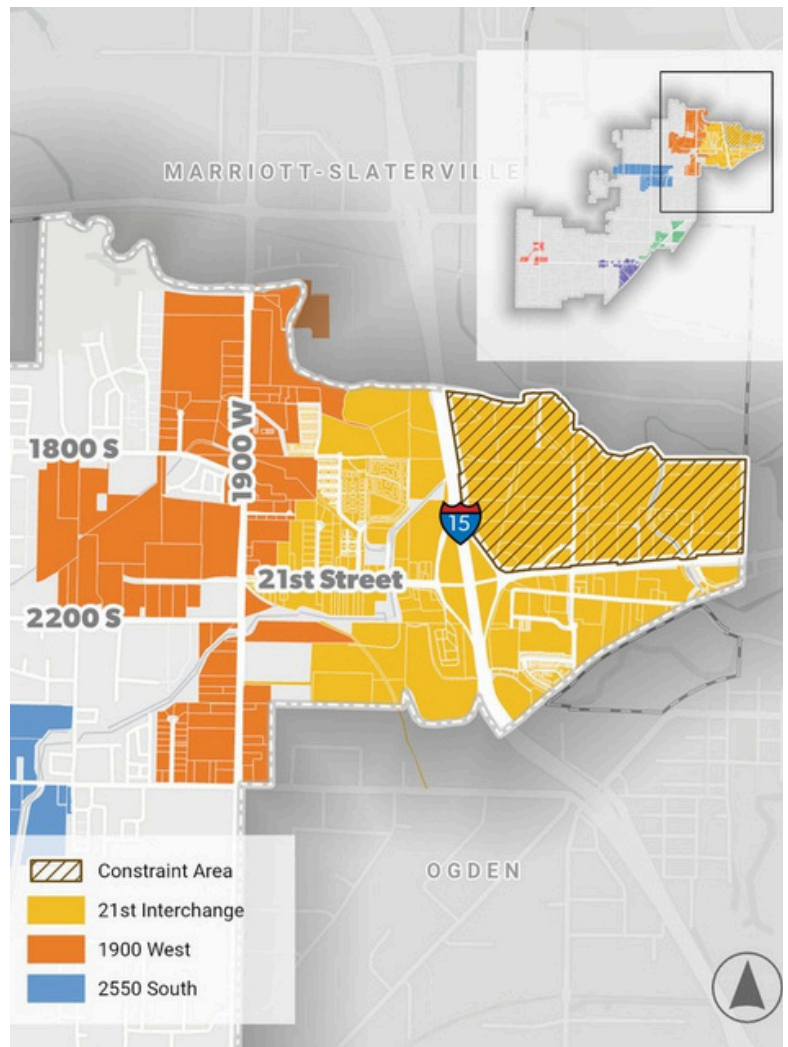 MARRIOTT-SLATERVILLE
1800 S
1900 W
15
21st Street
2200 S
OGDEN
Constraint Area
21st Interchange
1900 West
2550 South